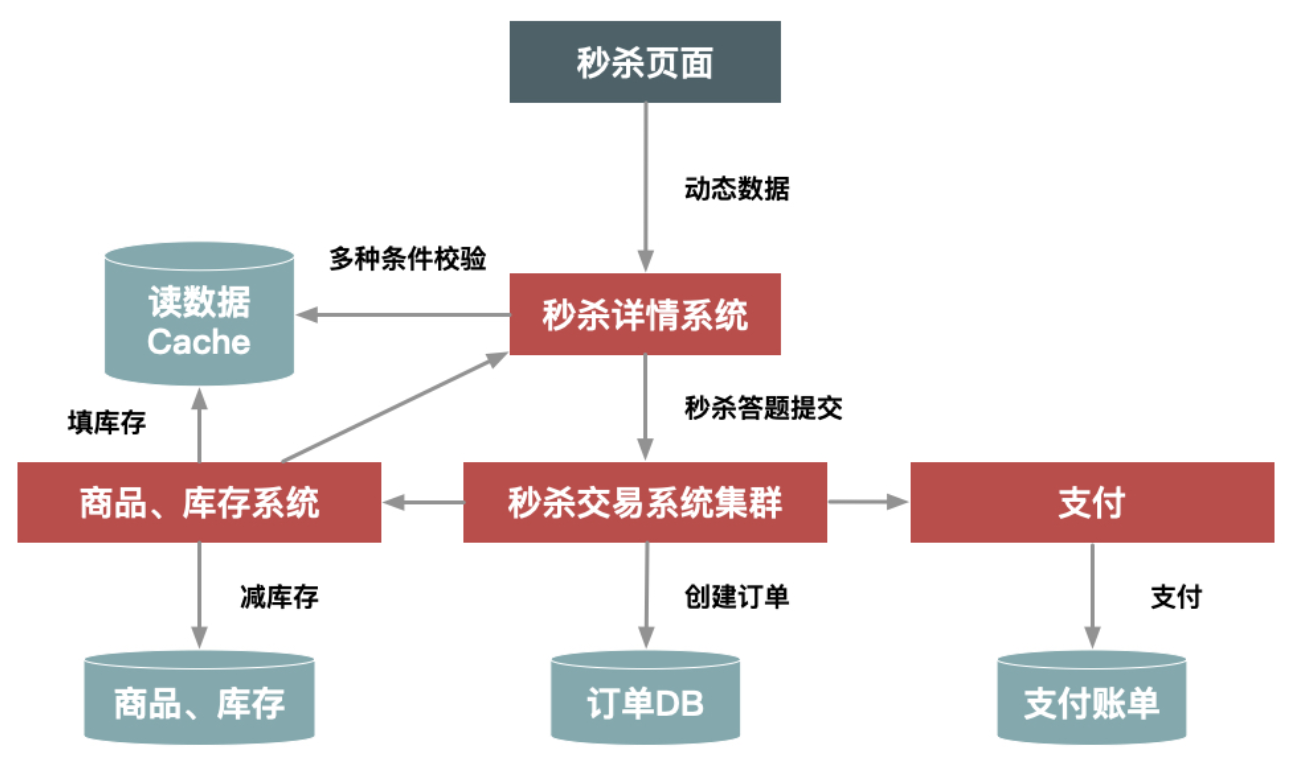 秒杀页面
动态数据
多种条件校验
读数据
Cache
秒杀详情系统
填库存
秒杀答题提交
商品、库存系统
秒杀交易系统集群
支付
减库存
创建订单
支付
商品、库存
订单DB
支付账单